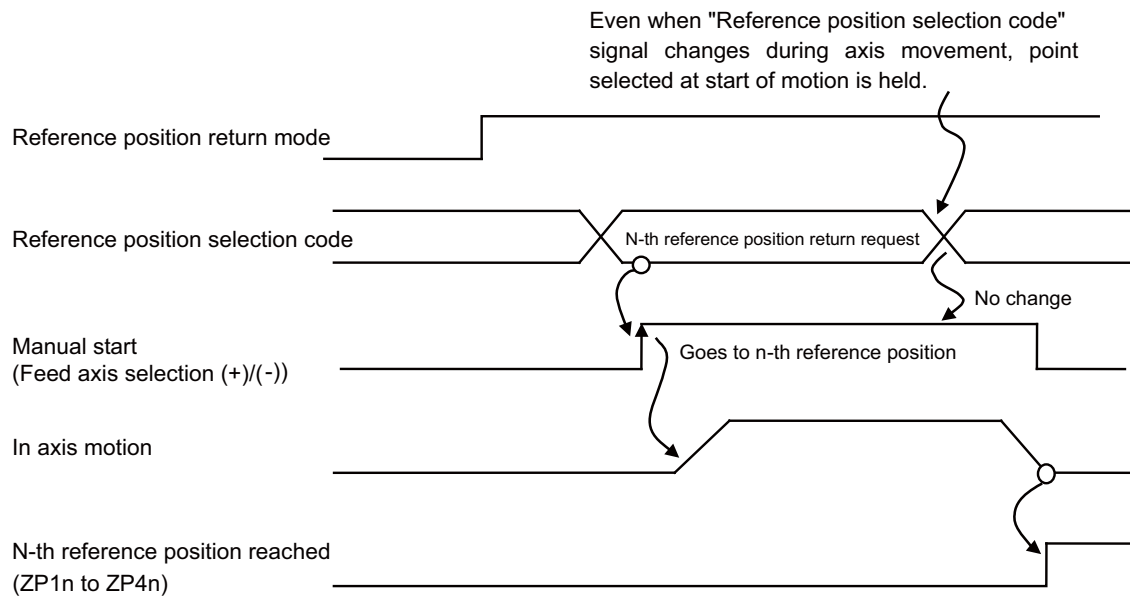 Even when "Reference position selection code"
signal changes during axis movement, point
selected at start of motion is held.
Reference position return mode
Reference position selection code
N-th reference position return request
No change
Manual start
(Feed axis selection (+)/(-))
Goes to n-th reference position
In axis motion
N-th reference position reached
(ZP1n to ZP4n)